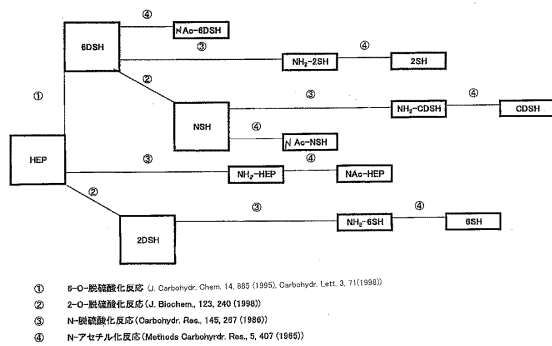 ④
NAc-6DSH
6DSH
③
④
NH₂-2SH
2SH
②
①
③
④
NSH
NH₂-CDSH
CDSH
④
NAc-NSH
HEP
③
④
NH₂-HEP
NAc-HEP
②
③
④
2DSH
NH₂-6SH
6SH
① 6-O-脱硫酸化反応 (J. Carbohydr. Chem. 14, 865 (1995), Carbohydr. Lett. 3, 71(1998))
② 2-O-脱硫酸化反応(J. Biochem., 123, 240 (1998))
③ N-脱硫酸化反応(Carbohydr. Res., 145, 267 (1986))
④ N-アセチル化反応(Methods Carbohyrdr. Res., 5, 407 (1965))